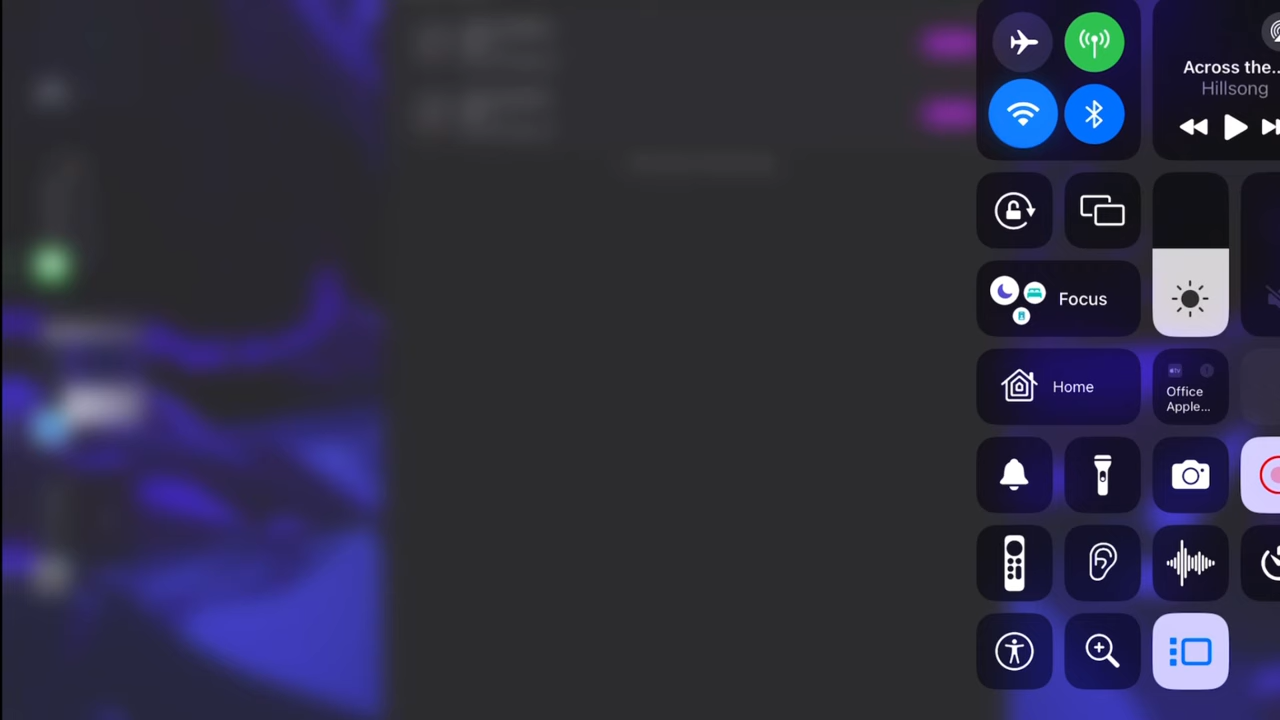 Across the..
Hillsong
Focus
Home
Office
Apple...